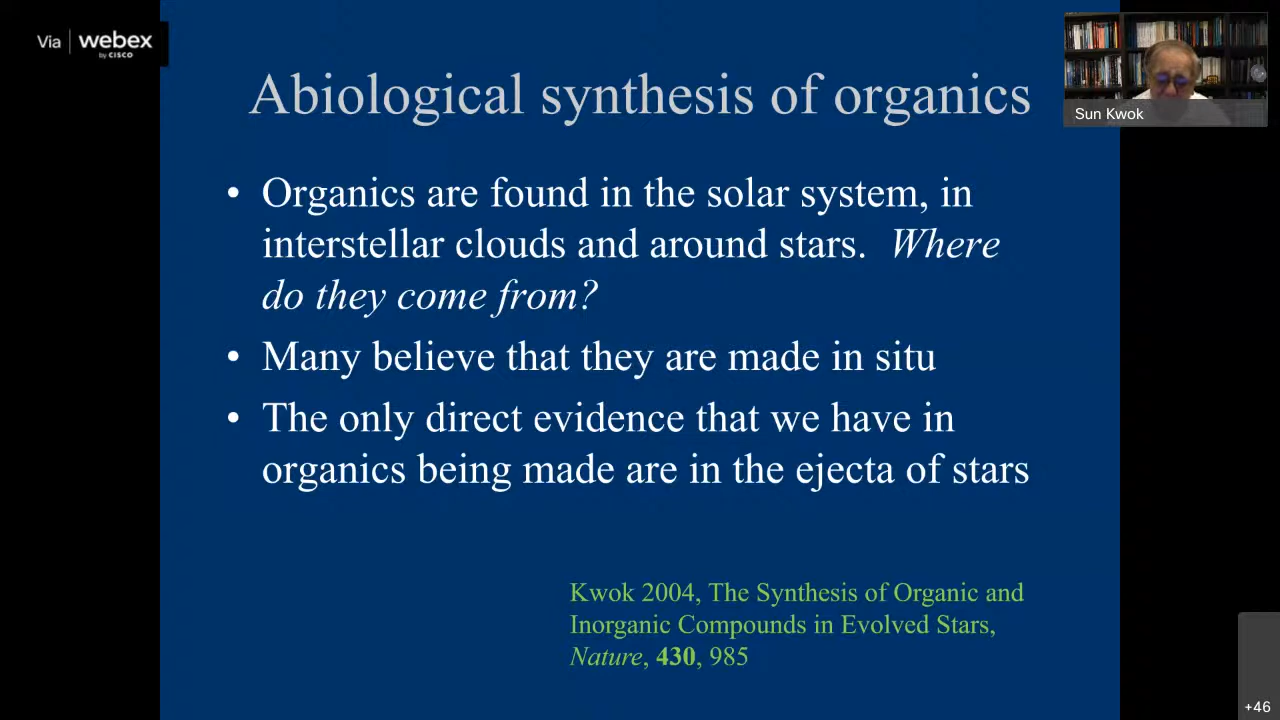 Via webex
by CISCO
Sun Kwok
Abiological synthesis of organics
• Organics are found in the solar system, in
interstellar clouds and around stars. Where
do they come from?
• Many believe that they are made in situ
• The only direct evidence that we have in
organics being made are in the ejecta of stars
Kwok 2004, The Synthesis of Organic and
Inorganic Compounds in Evolved Stars,
Nature, 430, 985
+46